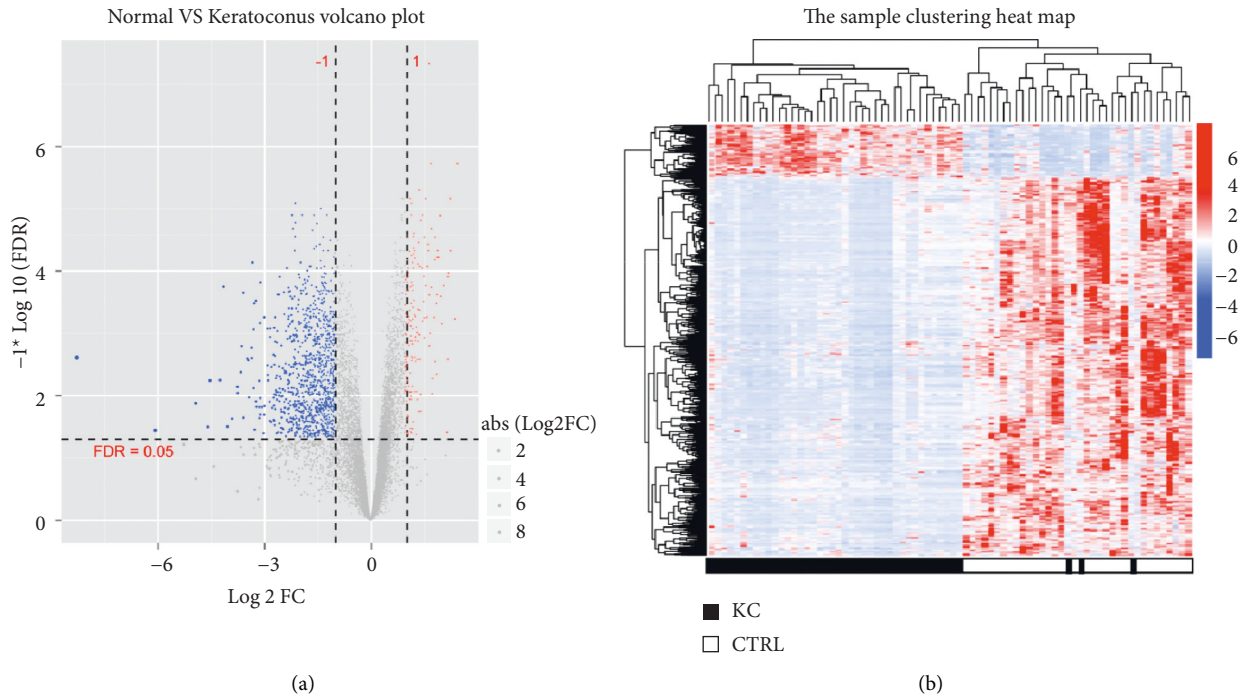 Normal VS Keratoconus volcano plot
-1
1
6
4
2
0
−1* Log 10 (FDR)
FDR = 0.05
−6
−3
0
Log 2 FC
abs (Log2FC)
2
4
6
8
(a)
The sample clustering heat map
6
4
2
0
−2
−4
−6
KC
CTRL
(b)